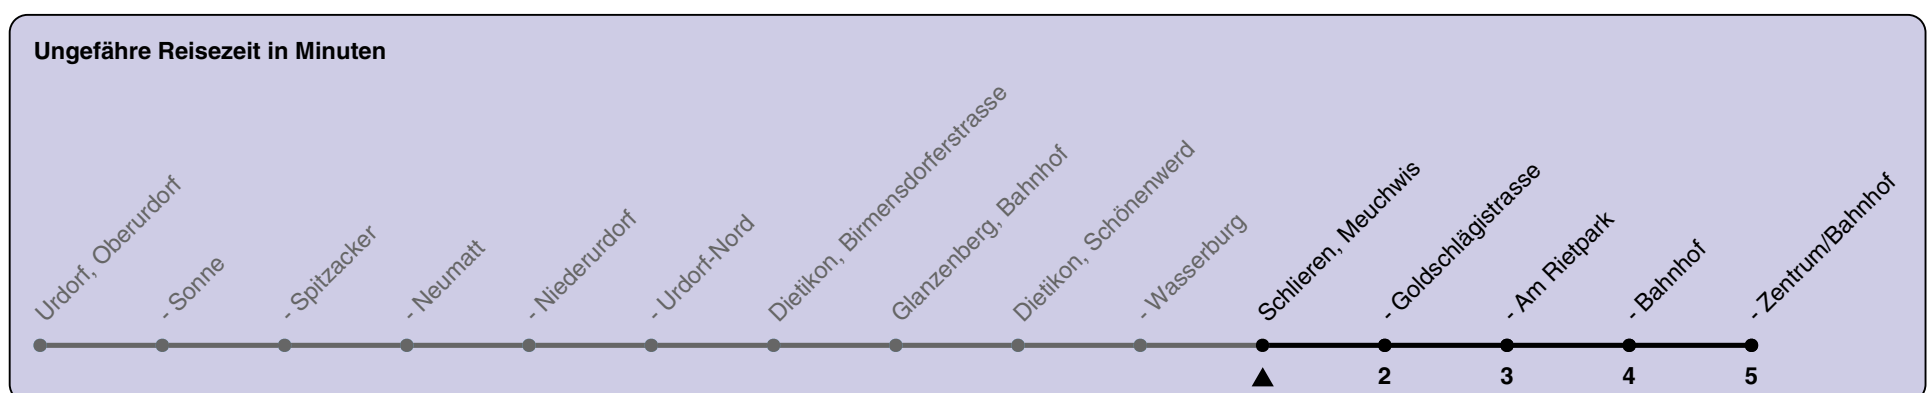 Ungefähre Reisezeit in Minuten
Urdorf, Oberurdorf
- Sonne
- Spitzacker
- Neumatt
- Niederurdorf
- Urdorf-Nord
Dietikon, Birmensdorferstrasse
Glanzenberg, Bahnhof
Dietikon, Schönenwerd
- Wasserburg
Schlieren, Meuchwis
- Goldschlägistrasse
- Am Rietpark
- Bahnhof
- Zentrum/Bahnhof
2 3 4 5